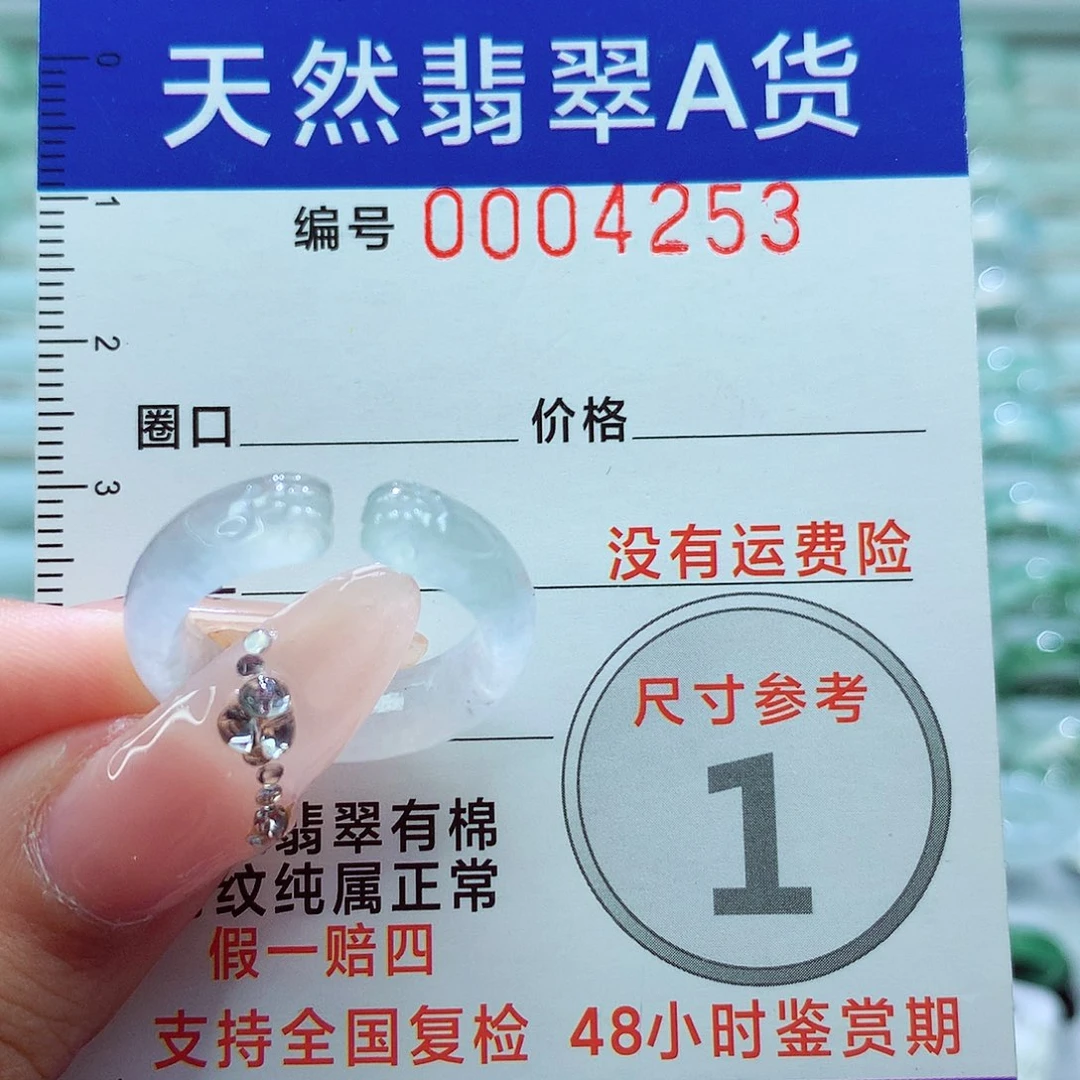 天然翡翠A货
0
1
编号 0004253
2
圈口 价格
3
没有运费险
尺寸参考
1
翡翠有棉
纹纯属正常
假一赔四
支持全国复检 48小时鉴赏期